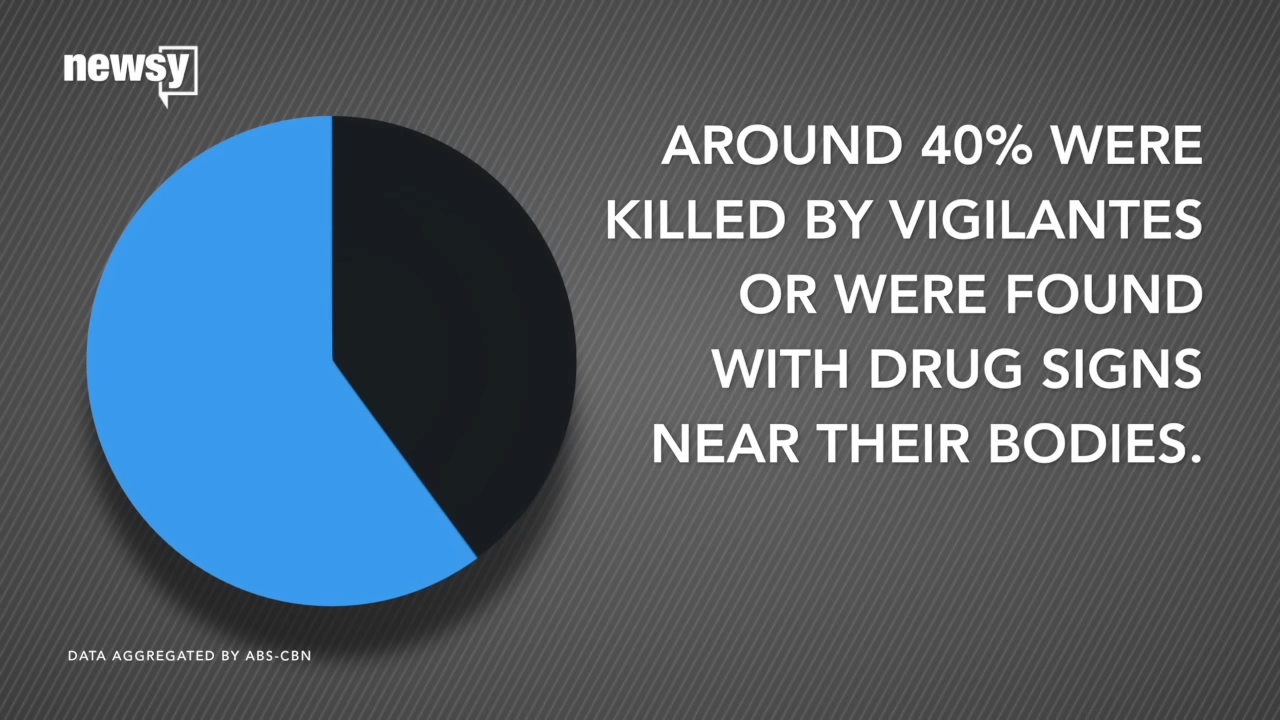 newsy
AROUND 40% WERE
KILLED BY VIGILANTES
OR WERE FOUND
WITH DRUG SIGNS
NEAR THEIR BODIES.
DATA AGGREGATED BY ABS-CBN